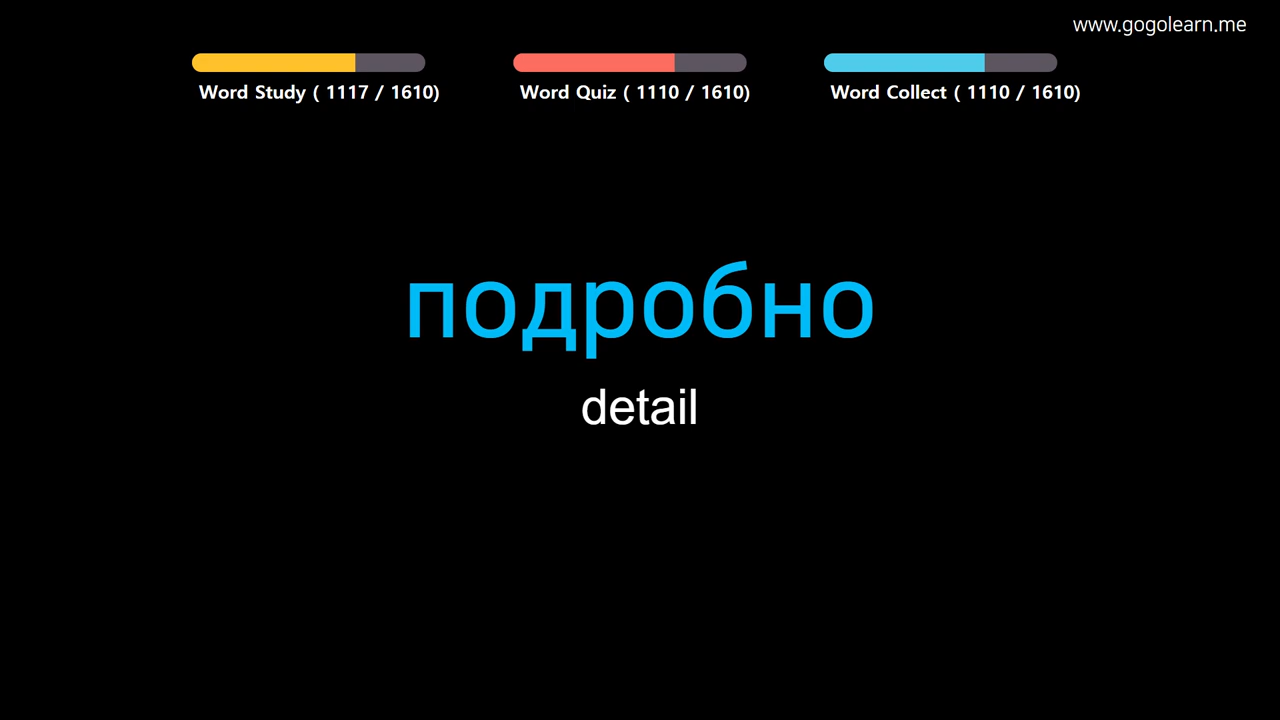 www.gogolearn.me
Word Study ( 1117 / 1610)
Word Quiz ( 1110 / 1610)
Word Collect ( 1110 / 1610)
подробно
detail